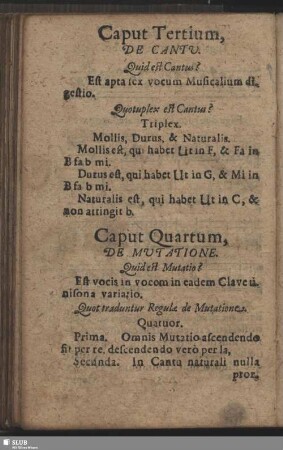 Caput Tertium,
DE CANTU.
Quid est Cantus?
Est apta sex vocum Musicalium di-
gestio.
Quotuplex est Cantus?
Triplex.
Mollis, Durus, & Naturalis.
Mollis est, qui habet Ut in F, & Fa in
B fa b mi.
Durus est, qui habet Ut in G, & Mi in
B fa b mi.
Naturalis est, qui habet Ut in C, &
non attingit b.
Caput Quartum,
DE MUTATIONE.
Quid est Mutatio?
Est vocis in vocom in eadem Clave û-
nisona variatio.
Quot traduntur Regulæ de Mutatione?
Quatuor.
Prima. Omnis Mutatio ascendendo
fit per re, descendendo verò per la,
Secunda. In Cantu naturali nulla
pror-
SLUB